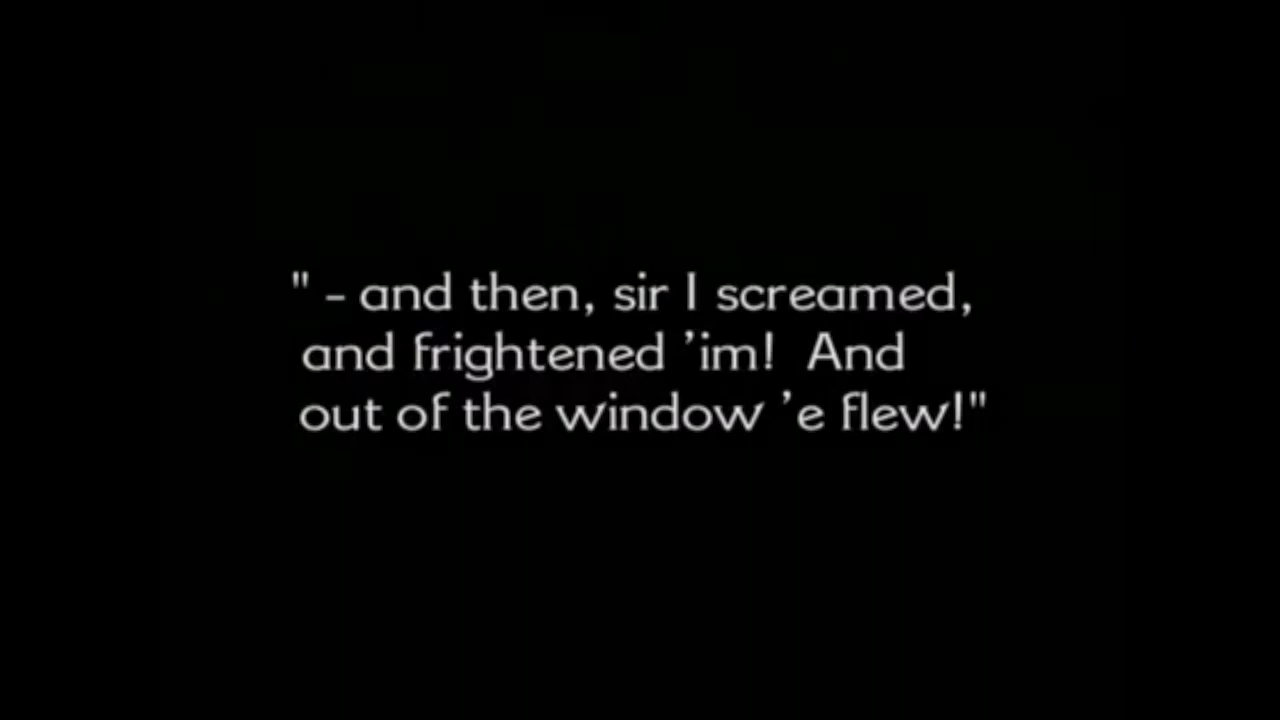 " - and then, sir I screamed,
and frightened 'im!  And
out of the window 'e flew!"